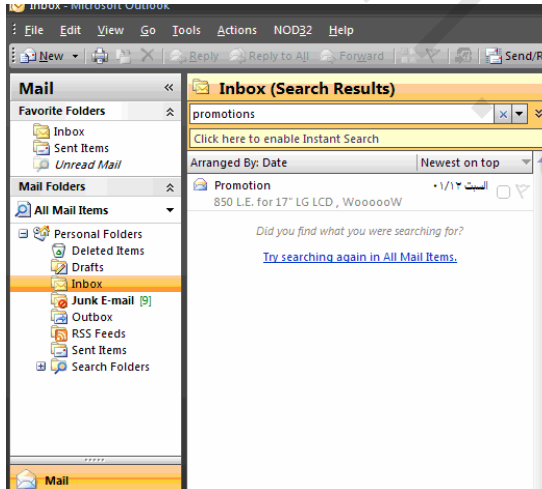 Inbox - Microsoft Outlook
File Edit View Go Tools Actions NOD32 Help
New Reply Reply to All Forward Send/R
Mail «
Favorite Folders
Inbox
Sent Items
Unread Mail
Mail Folders
All Mail Items
Personal Folders
Deleted Items
Drafts
Inbox
Junk E-mail [9]
Outbox
RSS Feeds
Sent Items
Search Folders
Mail
Inbox (Search Results)
promotions
Click here to enable Instant Search
Arranged By: Date Newest on top
Promotion السبت ٠١/١٢
850 L.E. for 17" LG LCD , WoooooW
Did you find what you were searching for?
Try searching again in All Mail Items.